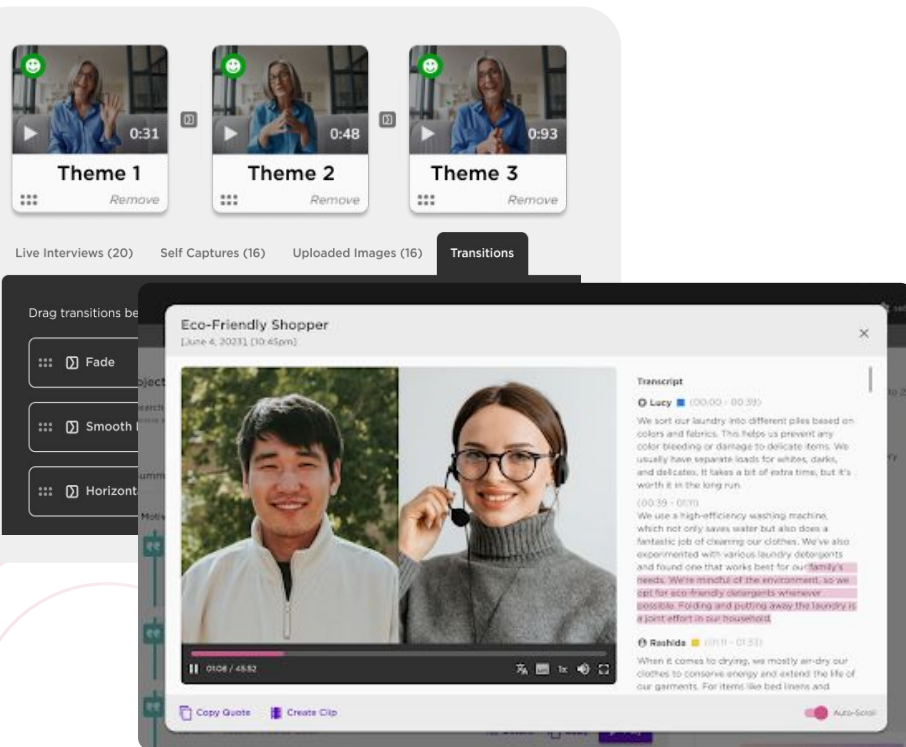 0:31
0:48
0:93
Theme 1
Theme 2
Theme 3
Remove
Remove
Remove
Live Interviews (20)
Self Captures (16)
Uploaded Images (16)
Transitions
Drag transitions be
Fade
Smooth
Horizont
Eco-Friendly Shopper
[June 4, 2023], [10:45pm]
Transcript
Lucy (00:00 - 00:39)
We sort our laundry into different piles based on
colors and fabrics. This helps us prevent any
color bleeding or damage to delicate items. We
usually have separate loads for whites, darks,
and delicates. It takes a bit of extra time, but it's
worth it in the long run.
(00:39 - 01:11)
We use a high-efficiency washing machine,
which not only saves water but also does a
fantastic job of cleaning our clothes. We've also
experimented with various laundry detergents
and found one that works best for our family's
needs. We're mindful of the environment, so we
opt for eco-friendly detergents whenever
possible. Folding and putting away the laundry is
a joint effort in our household.
Rashida (01:11 - 01:53)
When it comes to drying, we mostly air-dry our
clothes to conserve energy and extend the life of
our garments. For items like bed linens and
01:08 / 45:52
1x
Copy Quote
Create Clip
Auto-Scroll